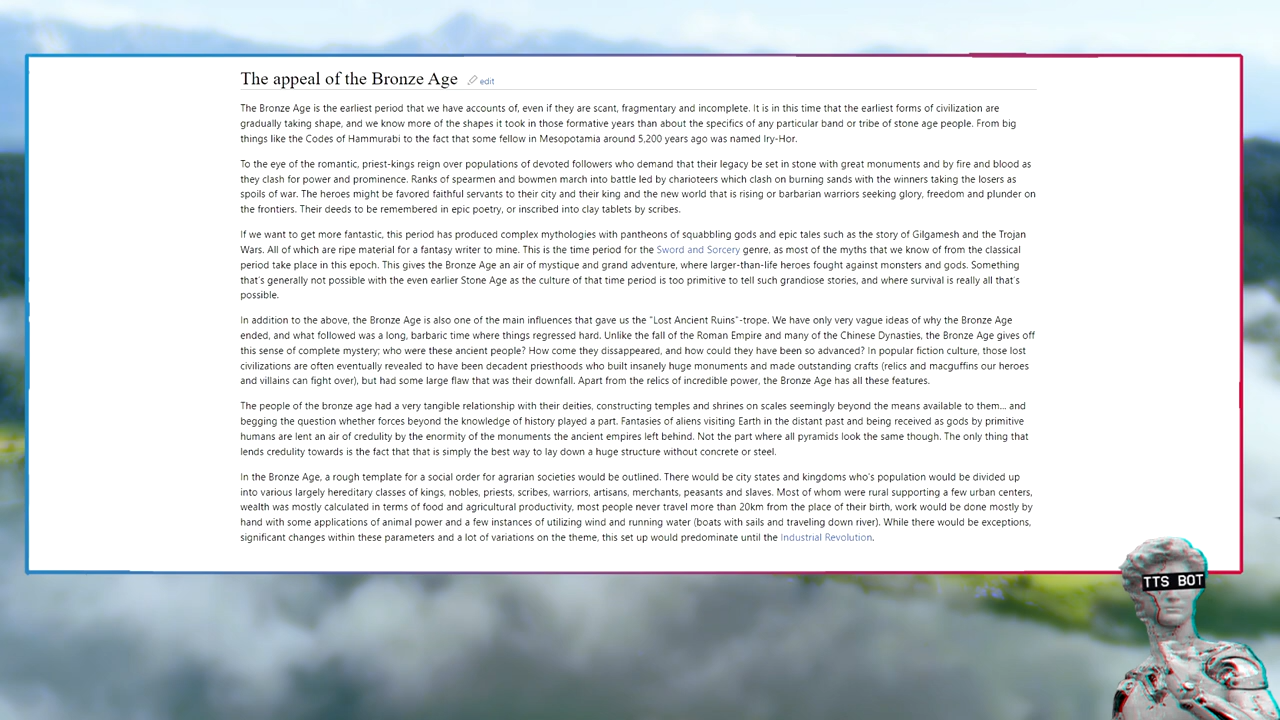 The appeal of the Bronze Age edit
The Bronze Age is the earliest period that we have accounts of, even if they are scant, fragmentary and incomplete. It is in this time that the earliest forms of civilization are
gradually taking shape, and we know more of the shapes it took in those formative years than about the specifics of any particular band or tribe of stone age people. From big
things like the Codes of Hammurabi to the fact that some fellow in Mesopotamia around 5,200 years ago was named Iry-Hor.
To the eye of the romantic, priest-kings reign over populations of devoted followers who demand that their legacy be set in stone with great monuments and by fire and blood as
they clash for power and prominence. Ranks of spearmen and bowmen march into battle led by charioteers which clash on burning sands with the winners taking the losers as
spoils of war. The heroes might be favored faithful servants to their city and their king and the new world that is rising or barbarian warriors seeking glory, freedom and plunder on
the frontiers. Their deeds to be remembered in epic poetry, or inscribed into clay tablets by scribes.
If we want to get more fantastic, this period has produced complex mythologies with pantheons of squabbling gods and epic tales such as the story of Gilgamesh and the Trojan
Wars. All of which are ripe material for a fantasy writer to mine. This is the time period for the Sword and Sorcery genre, as most of the myths that we know of from the classical
period take place in this epoch. This gives the Bronze Age an air of mystique and grand adventure, where larger-than-life heroes fought against monsters and gods. Something
that's generally not possible with the even earlier Stone Age as the culture of that time period is too primitive to tell such grandiose stories, and where survival is really all that's
possible.
In addition to the above, the Bronze Age is also one of the main influences that gave us the "Lost Ancient Ruins"-trope. We have only very vague ideas of why the Bronze Age
ended, and what followed was a long, barbaric time where things regressed hard. Unlike the fall of the Roman Empire and many of the Chinese Dynasties, the Bronze Age gives off
this sense of complete mystery; who were these ancient people? How come they dissappeared, and how could they have been so advanced? In popular fiction culture, those lost
civilizations are often eventually revealed to have been decadent priesthoods who built insanely huge monuments and made outstanding crafts (relics and macguffins our heroes
and villains can fight over), but had some large flaw that was their downfall. Apart from the relics of incredible power, the Bronze Age has all these features.
The people of the bronze age had a very tangible relationship with their deities, constructing temples and shrines on scales seemingly beyond the means available to them... and
begging the question whether forces beyond the knowledge of history played a part. Fantasies of aliens visiting Earth in the distant past and being received as gods by primitive
humans are lent an air of credulity by the enormity of the monuments the ancient empires left behind. Not the part where all pyramids look the same though. The only thing that
lends credulity towards is the fact that that is simply the best way to lay down a huge structure without concrete or steel.
In the Bronze Age, a rough template for a social order for agrarian societies would be outlined. There would be city states and kingdoms who's population would be divided up
into various largely hereditary classes of kings, nobles, priests, scribes, warriors, artisans, merchants, peasants and slaves. Most of whom were rural supporting a few urban centers,
wealth was mostly calculated in terms of food and agricultural productivity, most people never travel more than 20km from the place of their birth, work would be done mostly by
hand with some applications of animal power and a few instances of utilizing wind and running water (boats with sails and traveling down river). While there would be exceptions,
significant changes within these parameters and a lot of variations on the theme, this set up would predominate until the Industrial Revolution.
TTS BOT